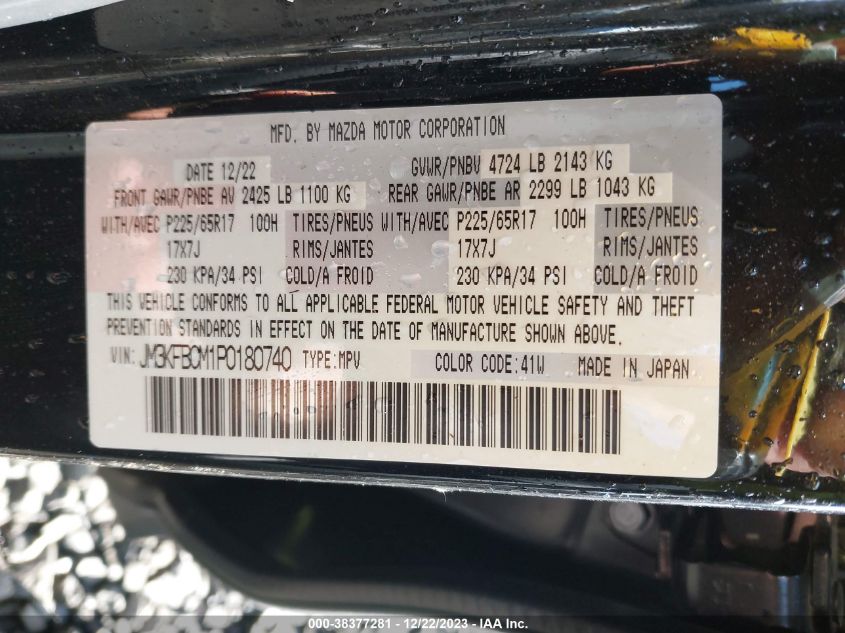 MFD. BY MAZDA MOTOR CORPORATION
DATE 12/22 GVWR/PNBV 4724 LB 2143 KG
FRONT GAWR/PNBE AV 2425 LB 1100 KG REAR GAWR/PNBE AR 2299 LB 1043 KG
WITH/AVEC P225/65R17 100H TIRES/PNEUS WITH/AVEC P225/65R17 100H TIRES/PNEUS
17X7J RIMS/JANTES 17X7J RIMS/JANTES
230 KPA/34 PSI COLD/A FROID 230 KPA/34 PSI COLD/A FROID
THIS VEHICLE CONFORMS TO ALL APPLICABLE FEDERAL MOTOR VEHICLE SAFETY AND THEFT
PREVENTION STANDARDS IN EFFECT ON THE DATE OF MANUFACTURE SHOWN ABOVE.
VIN: JM3KFBCM1P0180740 TYPE:MPV COLOR CODE:41W MADE IN JAPAN
000-38377281 - 12/22/2023 - IAA Inc.